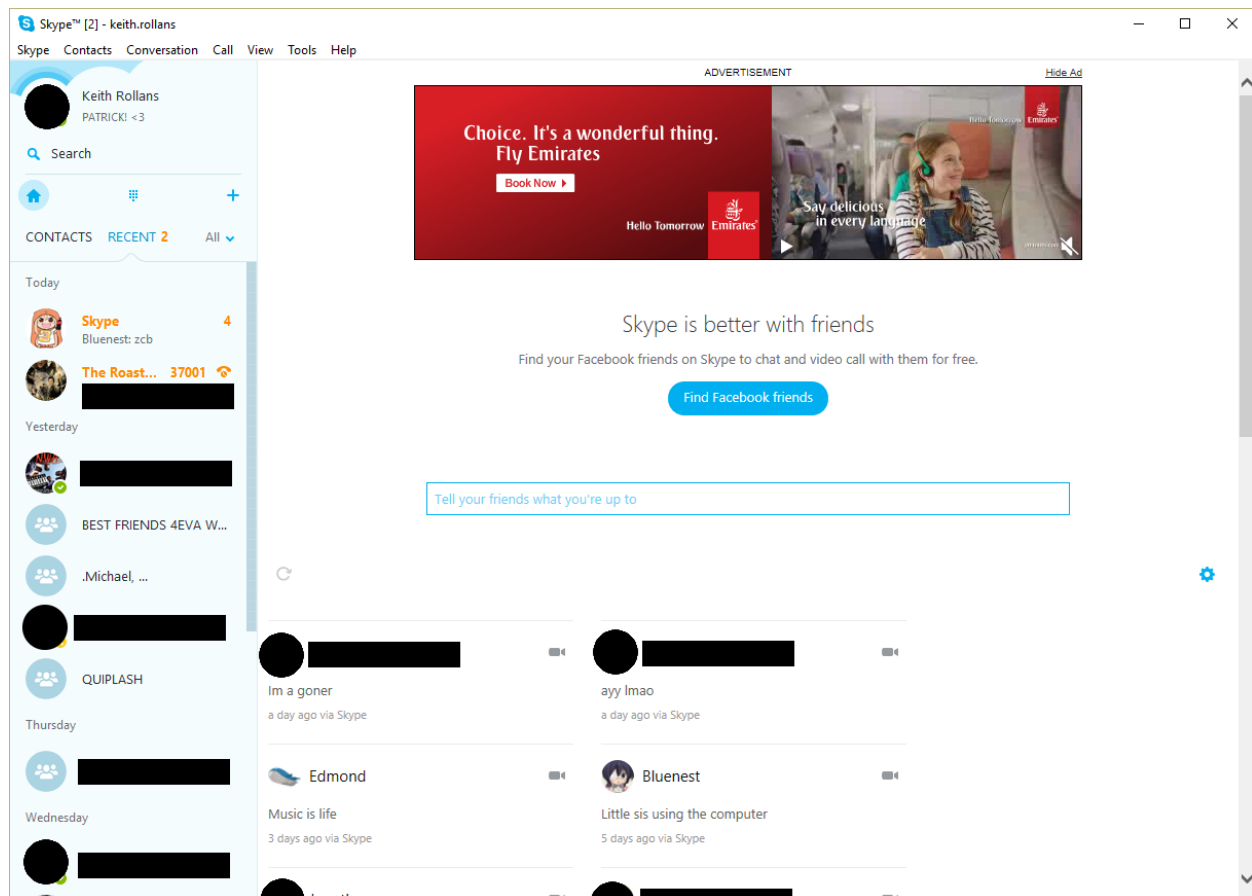 Skype™ [2] - keith.rollans
Skype Contacts Conversation Call View Tools Help
Keith Rollans
PATRICK! <3
Search
CONTACTS RECENT 2 All
Today
Skype 4
Bluenest: zcb
The Roast... 37001
Yesterday
BEST FRIENDS 4EVA W...
.Michael, ...
QUIPLASH
Thursday
Wednesday
ADVERTISEMENT Hide Ad
Choice. It's a wonderful thing.
Fly Emirates
Book Now
Hello Tomorrow Emirates
Hello Tomorrow Emirates
Say delicious
in every language
Skype is better with friends
Find your Facebook friends on Skype to chat and video call with them for free.
Find Facebook friends
Tell your friends what you're up to
Im a goner
a day ago via Skype
ayy lmao
a day ago via Skype
Edmond
Music is life
3 days ago via Skype
Bluenest
Little sis using the computer
5 days ago via Skype